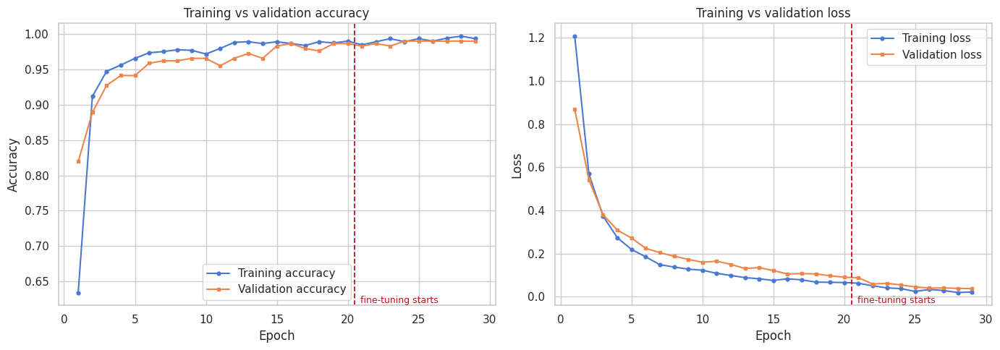 Training vs validation accuracy
1.00
0.95
0.90
0.85
0.80
0.75
0.70
0.65
Accuracy
Training accuracy
Validation accuracy
fine-tuning starts
0 5 10 15 20 25 30
Epoch
Training vs validation loss
1.2
1.0
0.8
0.6
0.4
0.2
0.0
Loss
Training loss
Validation loss
fine-tuning starts
0 5 10 15 20 25 30
Epoch